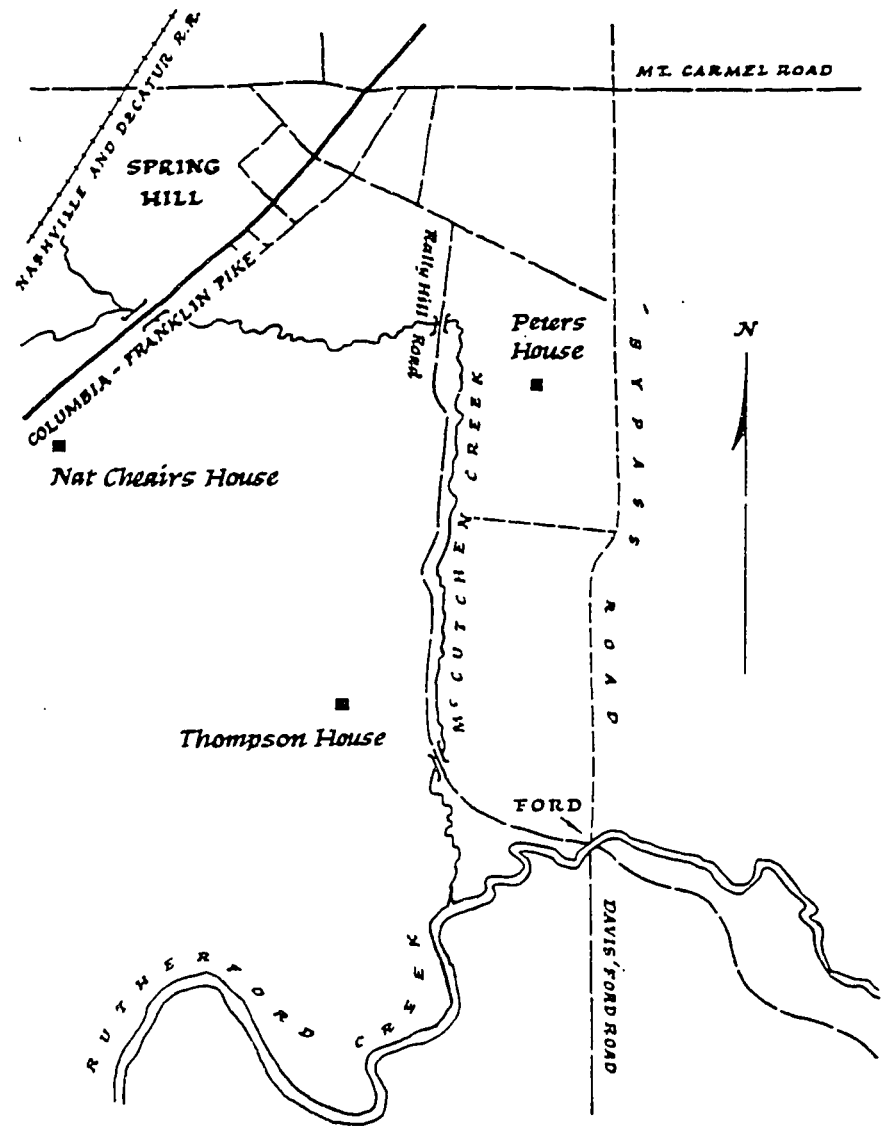 MT. CARMEL ROAD
NASHVILLE AND DECATUR R.R.
SPRING
HILL
COLUMBIA - FRANKLIN PIKE
Rally Hill Road
Peters
House
N
BYPASS ROAD
Nat Cheairs House
McCUTCHEN CREEK
Thompson House
FORD
DAVIS' FORD ROAD
RUTHERFORD CREEK